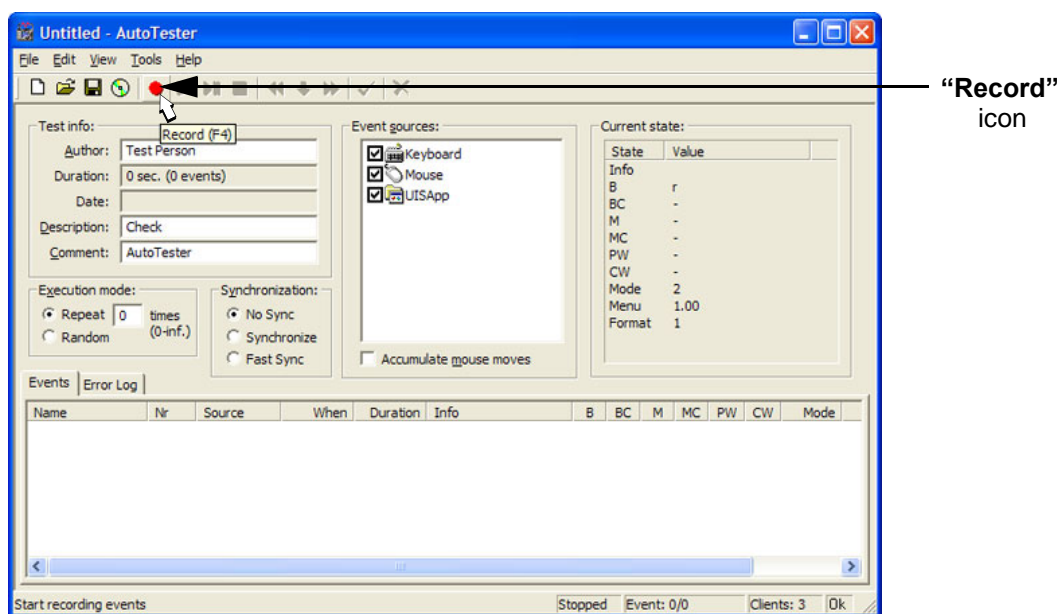 Untitled - AutoTester
File Edit View Tools Help
“Record”
icon
Record (F4)
Test info:
Author: Test Person
Duration: 0 sec. (0 events)
Date:
Description: Check
Comment: AutoTester
Event sources:
Keyboard
Mouse
UISApp
Accumulate mouse moves
Current state:
State Value
Info
B r
BC -
M -
MC -
PW -
CW -
Mode 2
Menu 1.00
Format 1
Execution mode:
Repeat 0 times
(0-inf.)
Random
Synchronization:
No Sync
Synchronize
Fast Sync
Events Error Log
Name Nr Source When Duration Info B BC M MC PW CW Mode
Start recording events Stopped Event: 0/0 Clients: 3 Ok